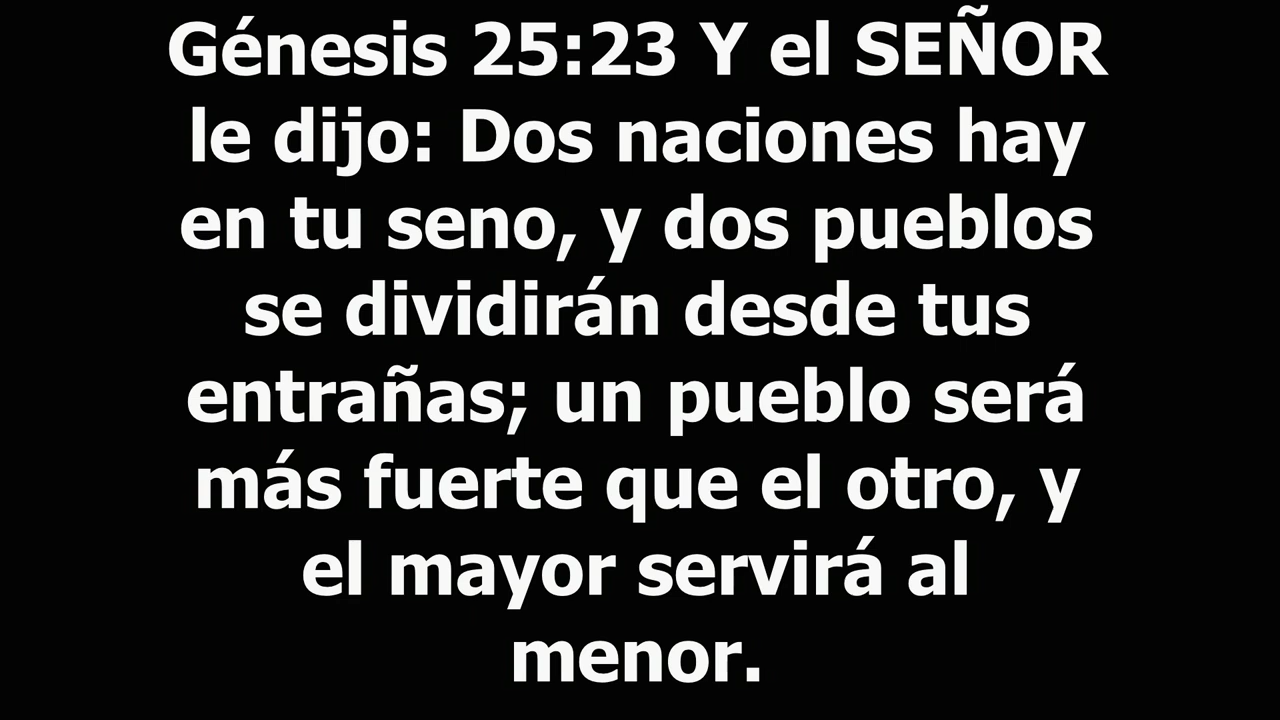 Génesis 25:23 Y el SEÑOR
le dijo: Dos naciones hay
en tu seno, y dos pueblos
se dividirán desde tus
entrañas; un pueblo será
más fuerte que el otro, y
el mayor servirá al
menor.